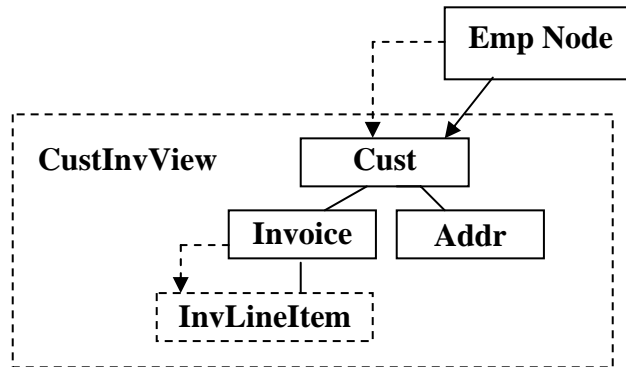 Emp Node
CustInvView
Cust
Invoice
Addr
InvLineItem